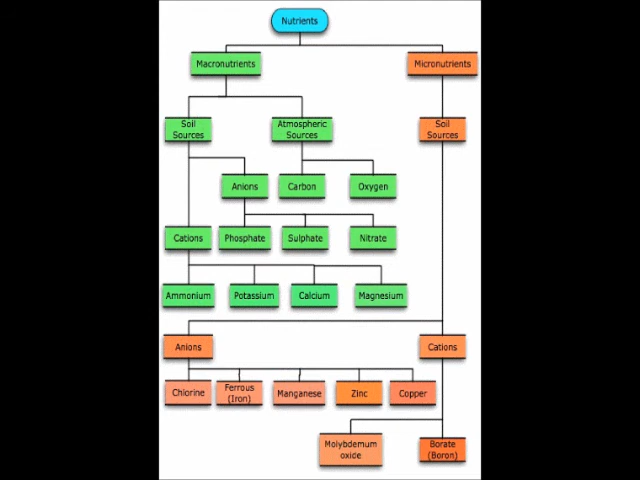 Nutrients
Macronutrients
Micronutrients
Soil
Sources
Atmospheric
Sources
Soil
Sources
Anions
Carbon
Oxygen
Cations
Phosphate
Sulphate
Nitrate
Ammonium
Potassium
Calcium
Magnesium
Anions
Cations
Chlorine
Ferrous
(Iron)
Manganese
Zinc
Copper
Molybdemum
oxide
Borate
(Boron)